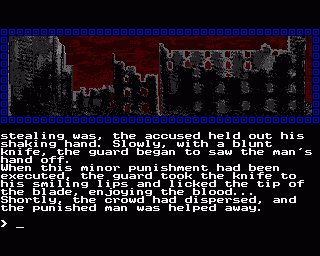 stealing was, the accused held out his
shaking hand. Slowly, with a blunt
knife, the guard began to saw the man's
hand off.
When this minor punishment had been
executed, the guard took the knife to
his smiling lips and licked the tip of
the blade, enjoying the blood...
Shortly, the crowd had dispersed, and
the punished man was helped away.
> _